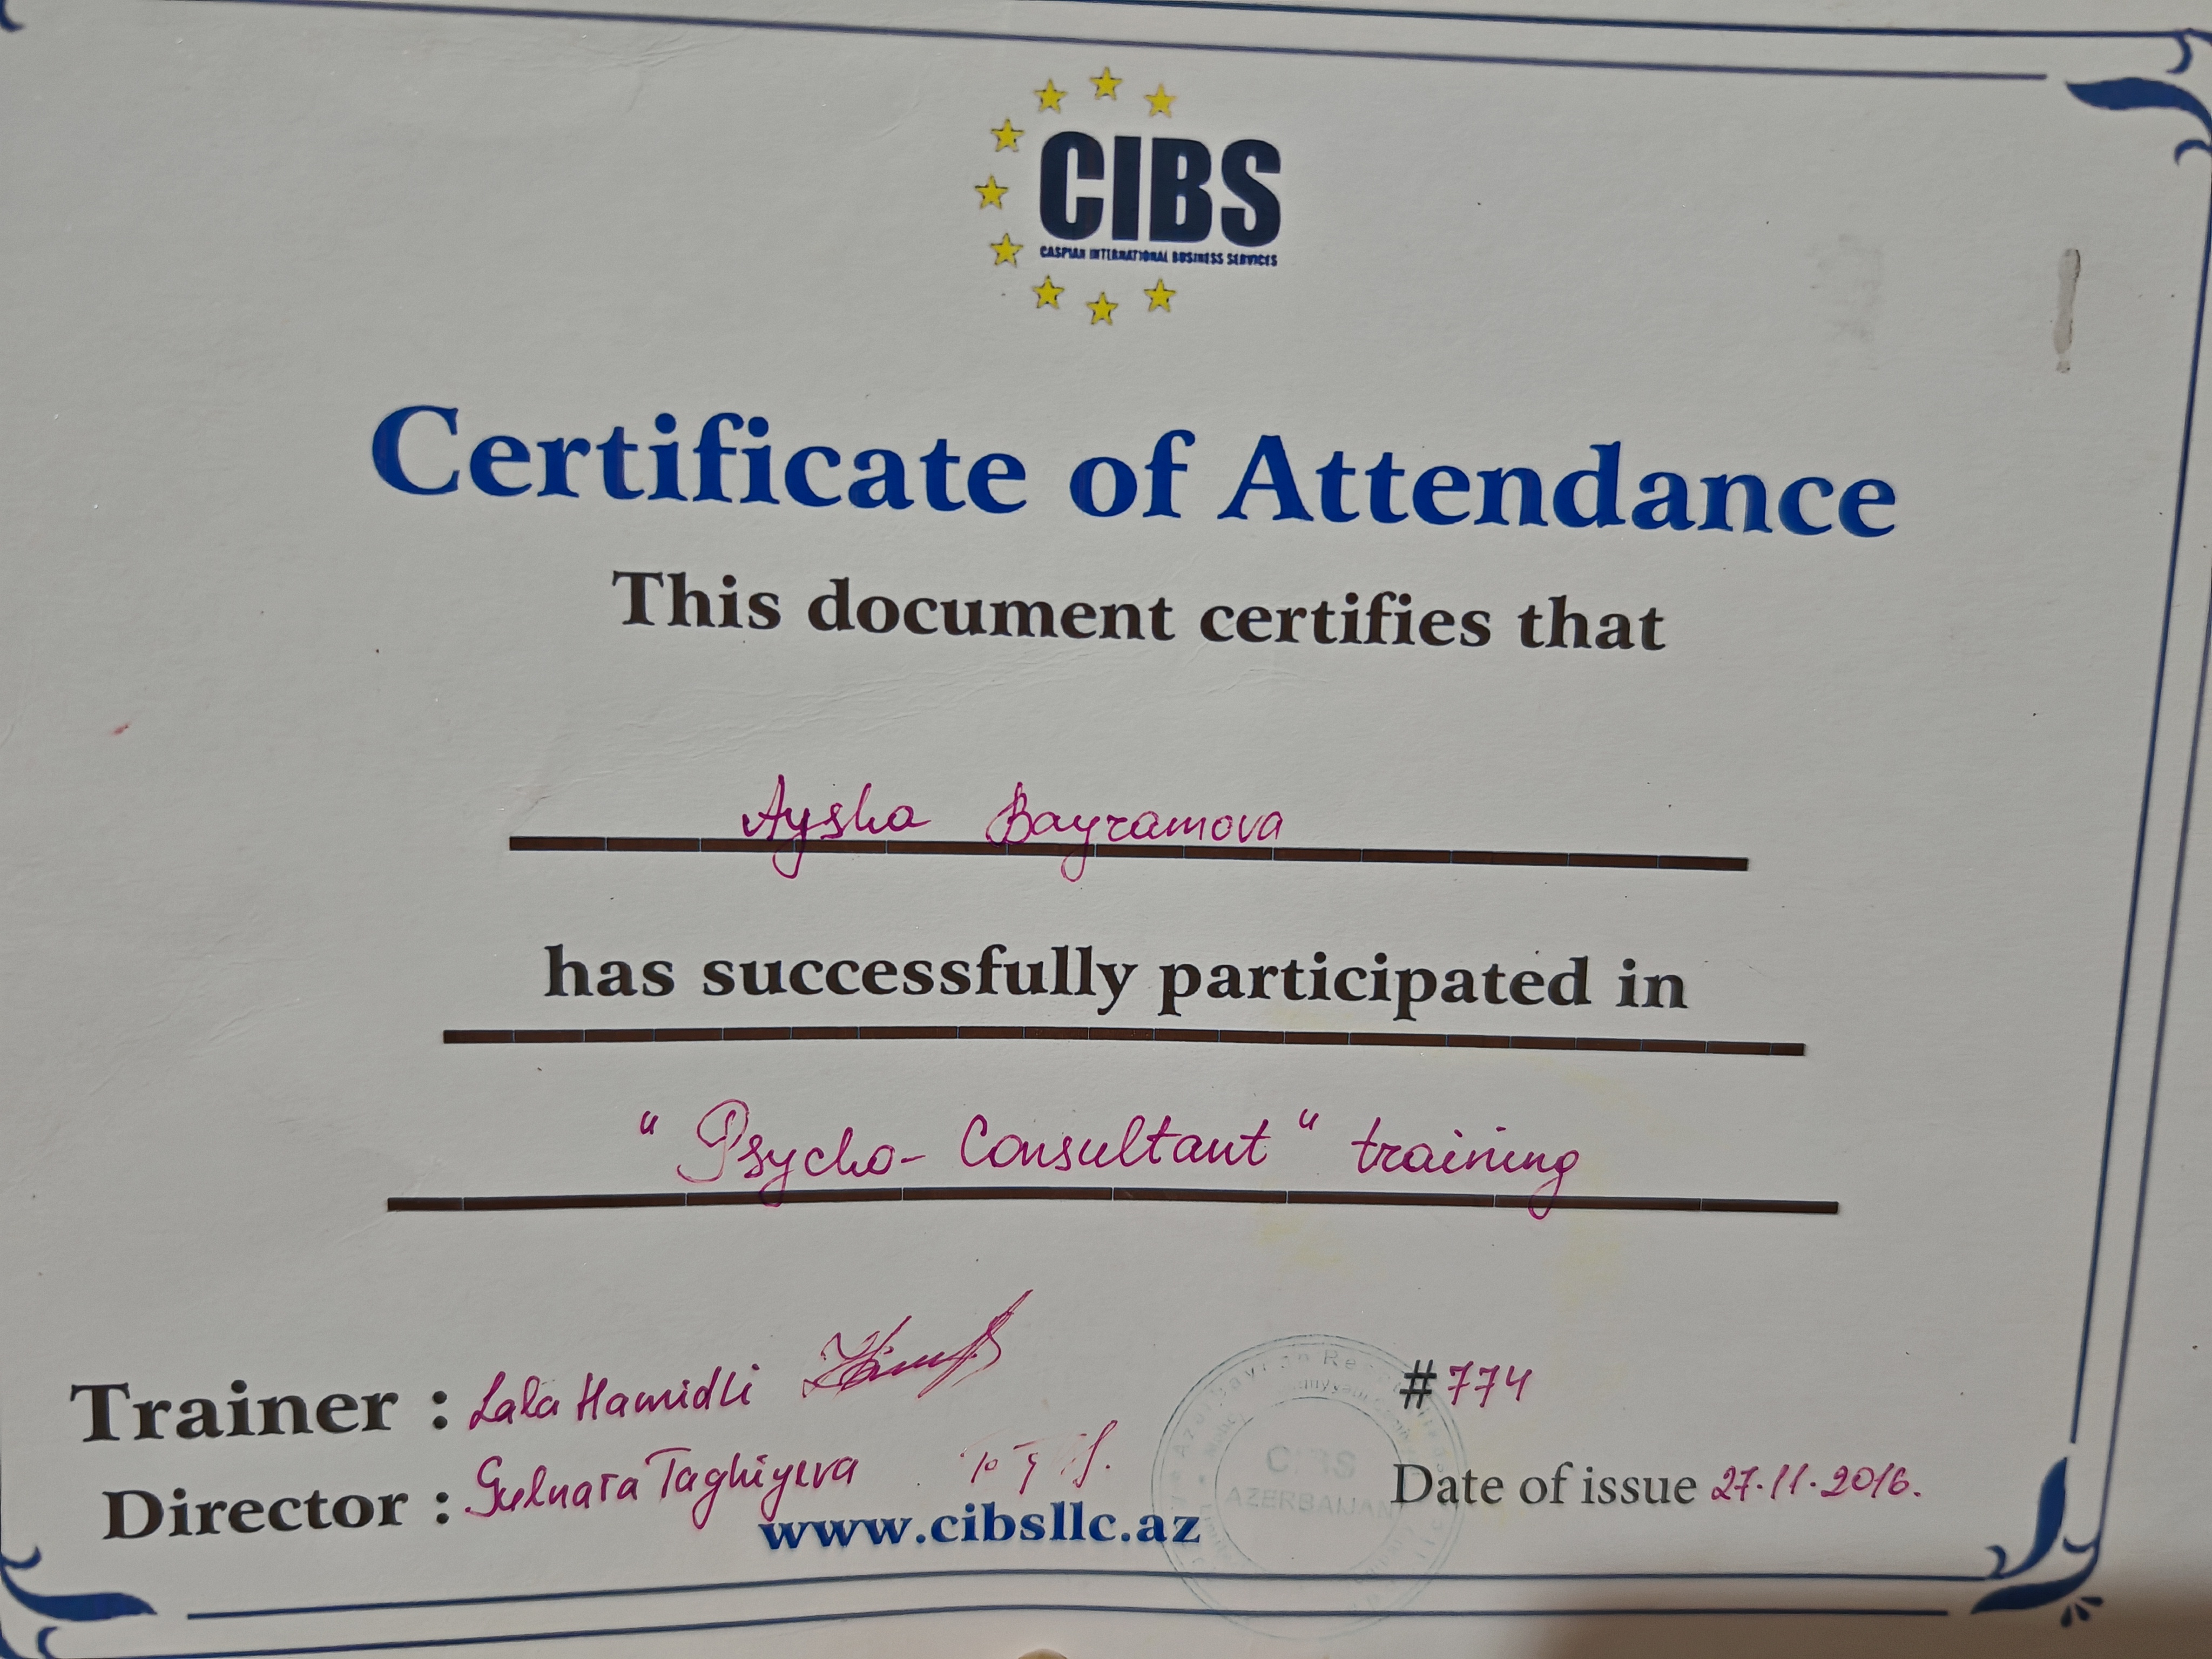 CIBS
CASPIAN INTERNATIONAL BUSINESS SERVICES
Certificate of Attendance
This document certifies that
Aysha Bayramova
has successfully participated in
“Psycho-Consultant“ training
Trainer : Lala Hamidli
#774
Director : Gulnara Taghiyeva
Date of issue 27.11.2016.
www.cibsllc.az
CIBS
AZERBAIJAN